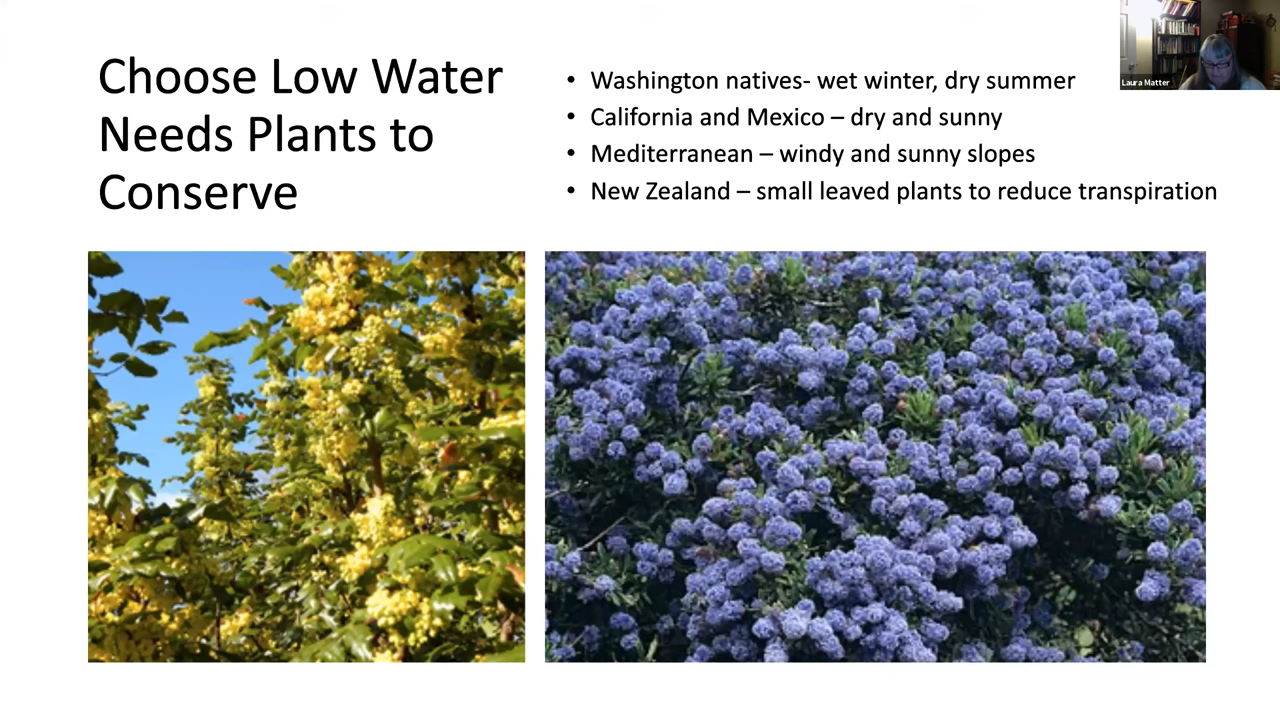 Choose Low Water
Needs Plants to
Conserve
• Washington natives- wet winter, dry summer
• California and Mexico – dry and sunny
• Mediterranean – windy and sunny slopes
• New Zealand – small leaved plants to reduce transpiration
Laura Matter